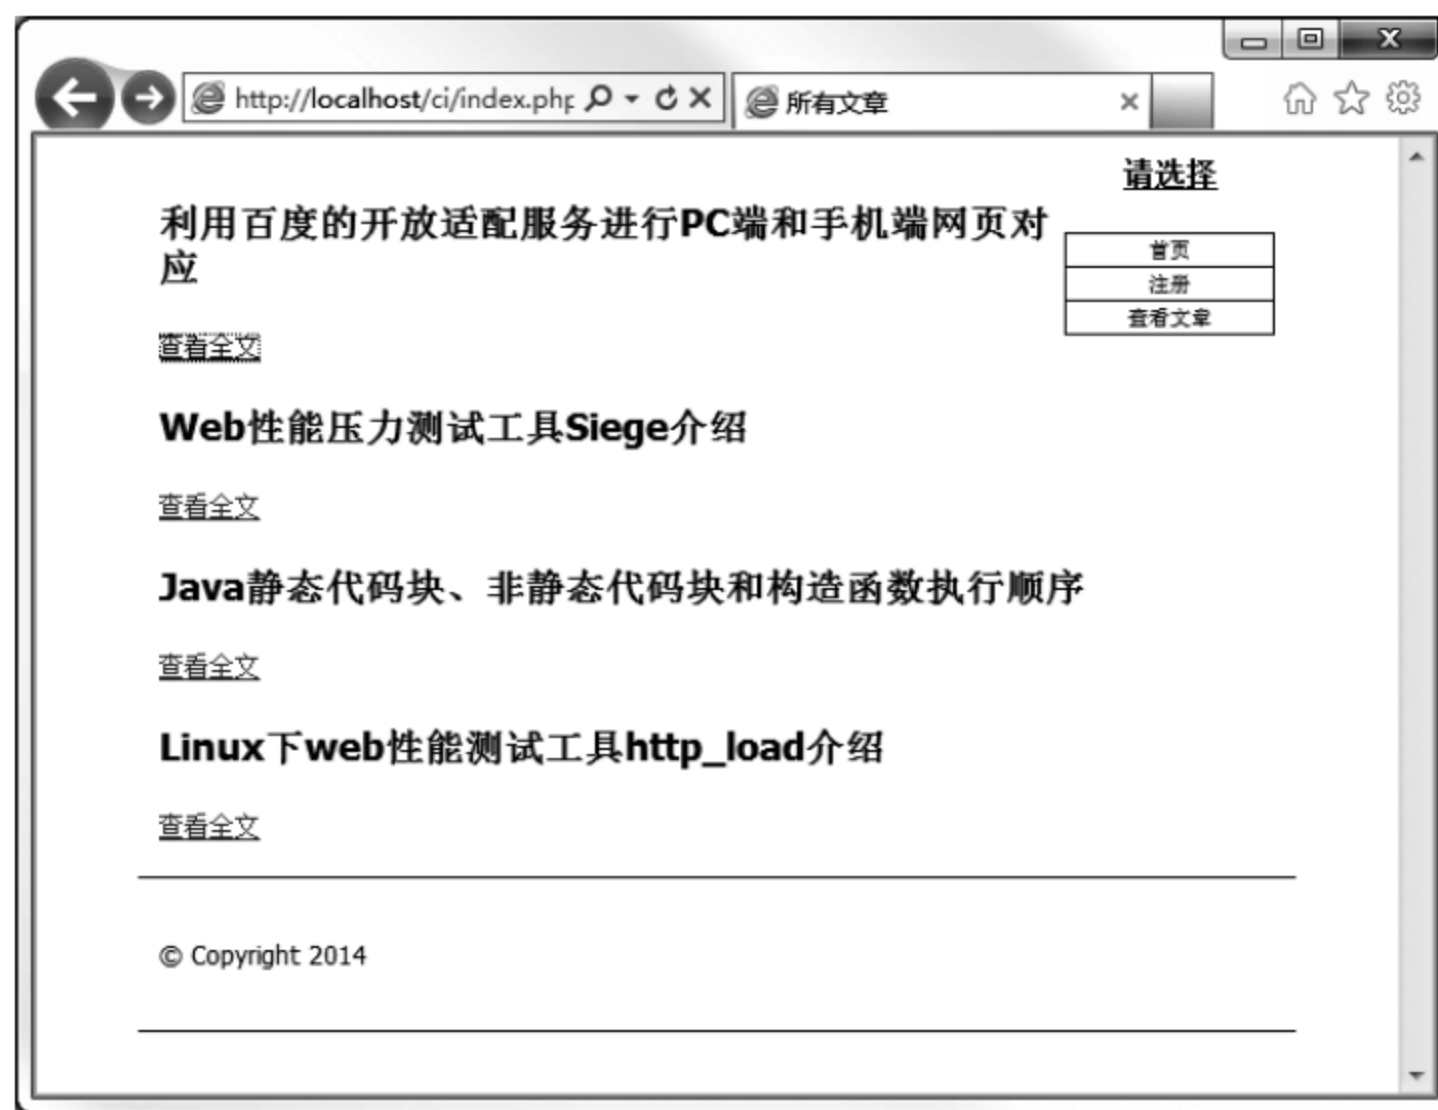 http://localhost/ci/index.php
所有文章
请选择
利用百度的开放适配服务进行PC端和手机端网页对
应
首页
注册
查看文章
查看全文
Web性能压力测试工具Siege介绍
查看全文
Java静态代码块、非静态代码块和构造函数执行顺序
查看全文
Linux下web性能测试工具http_load介绍
查看全文
© Copyright 2014